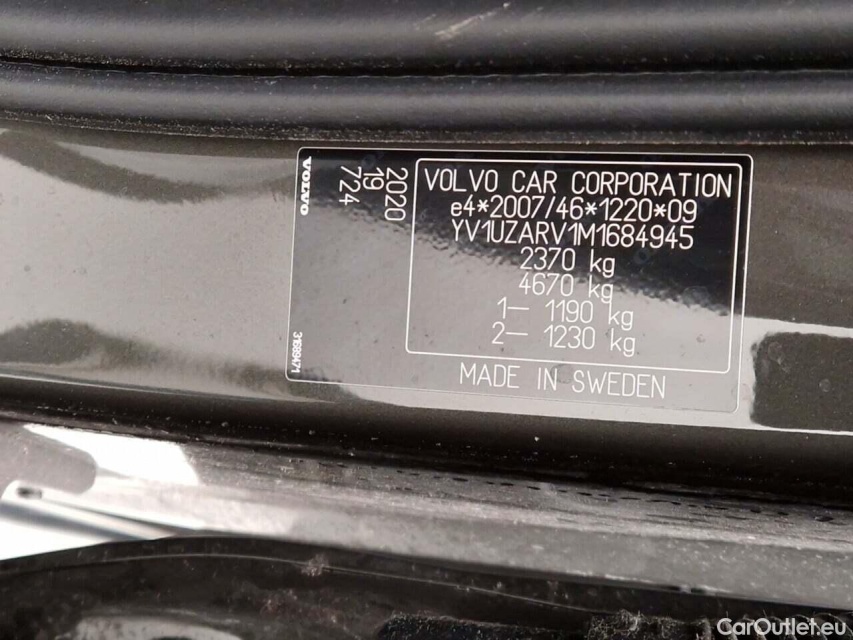 VOLVO
31689471
2020
19
724
VOLVO CAR CORPORATION
e4*2007/46*1220*09
YV1UZARV1M1684945
2370 kg
4670 kg
1- 1190 kg
2- 1230 kg
MADE IN SWEDEN
CarOutlet.eu